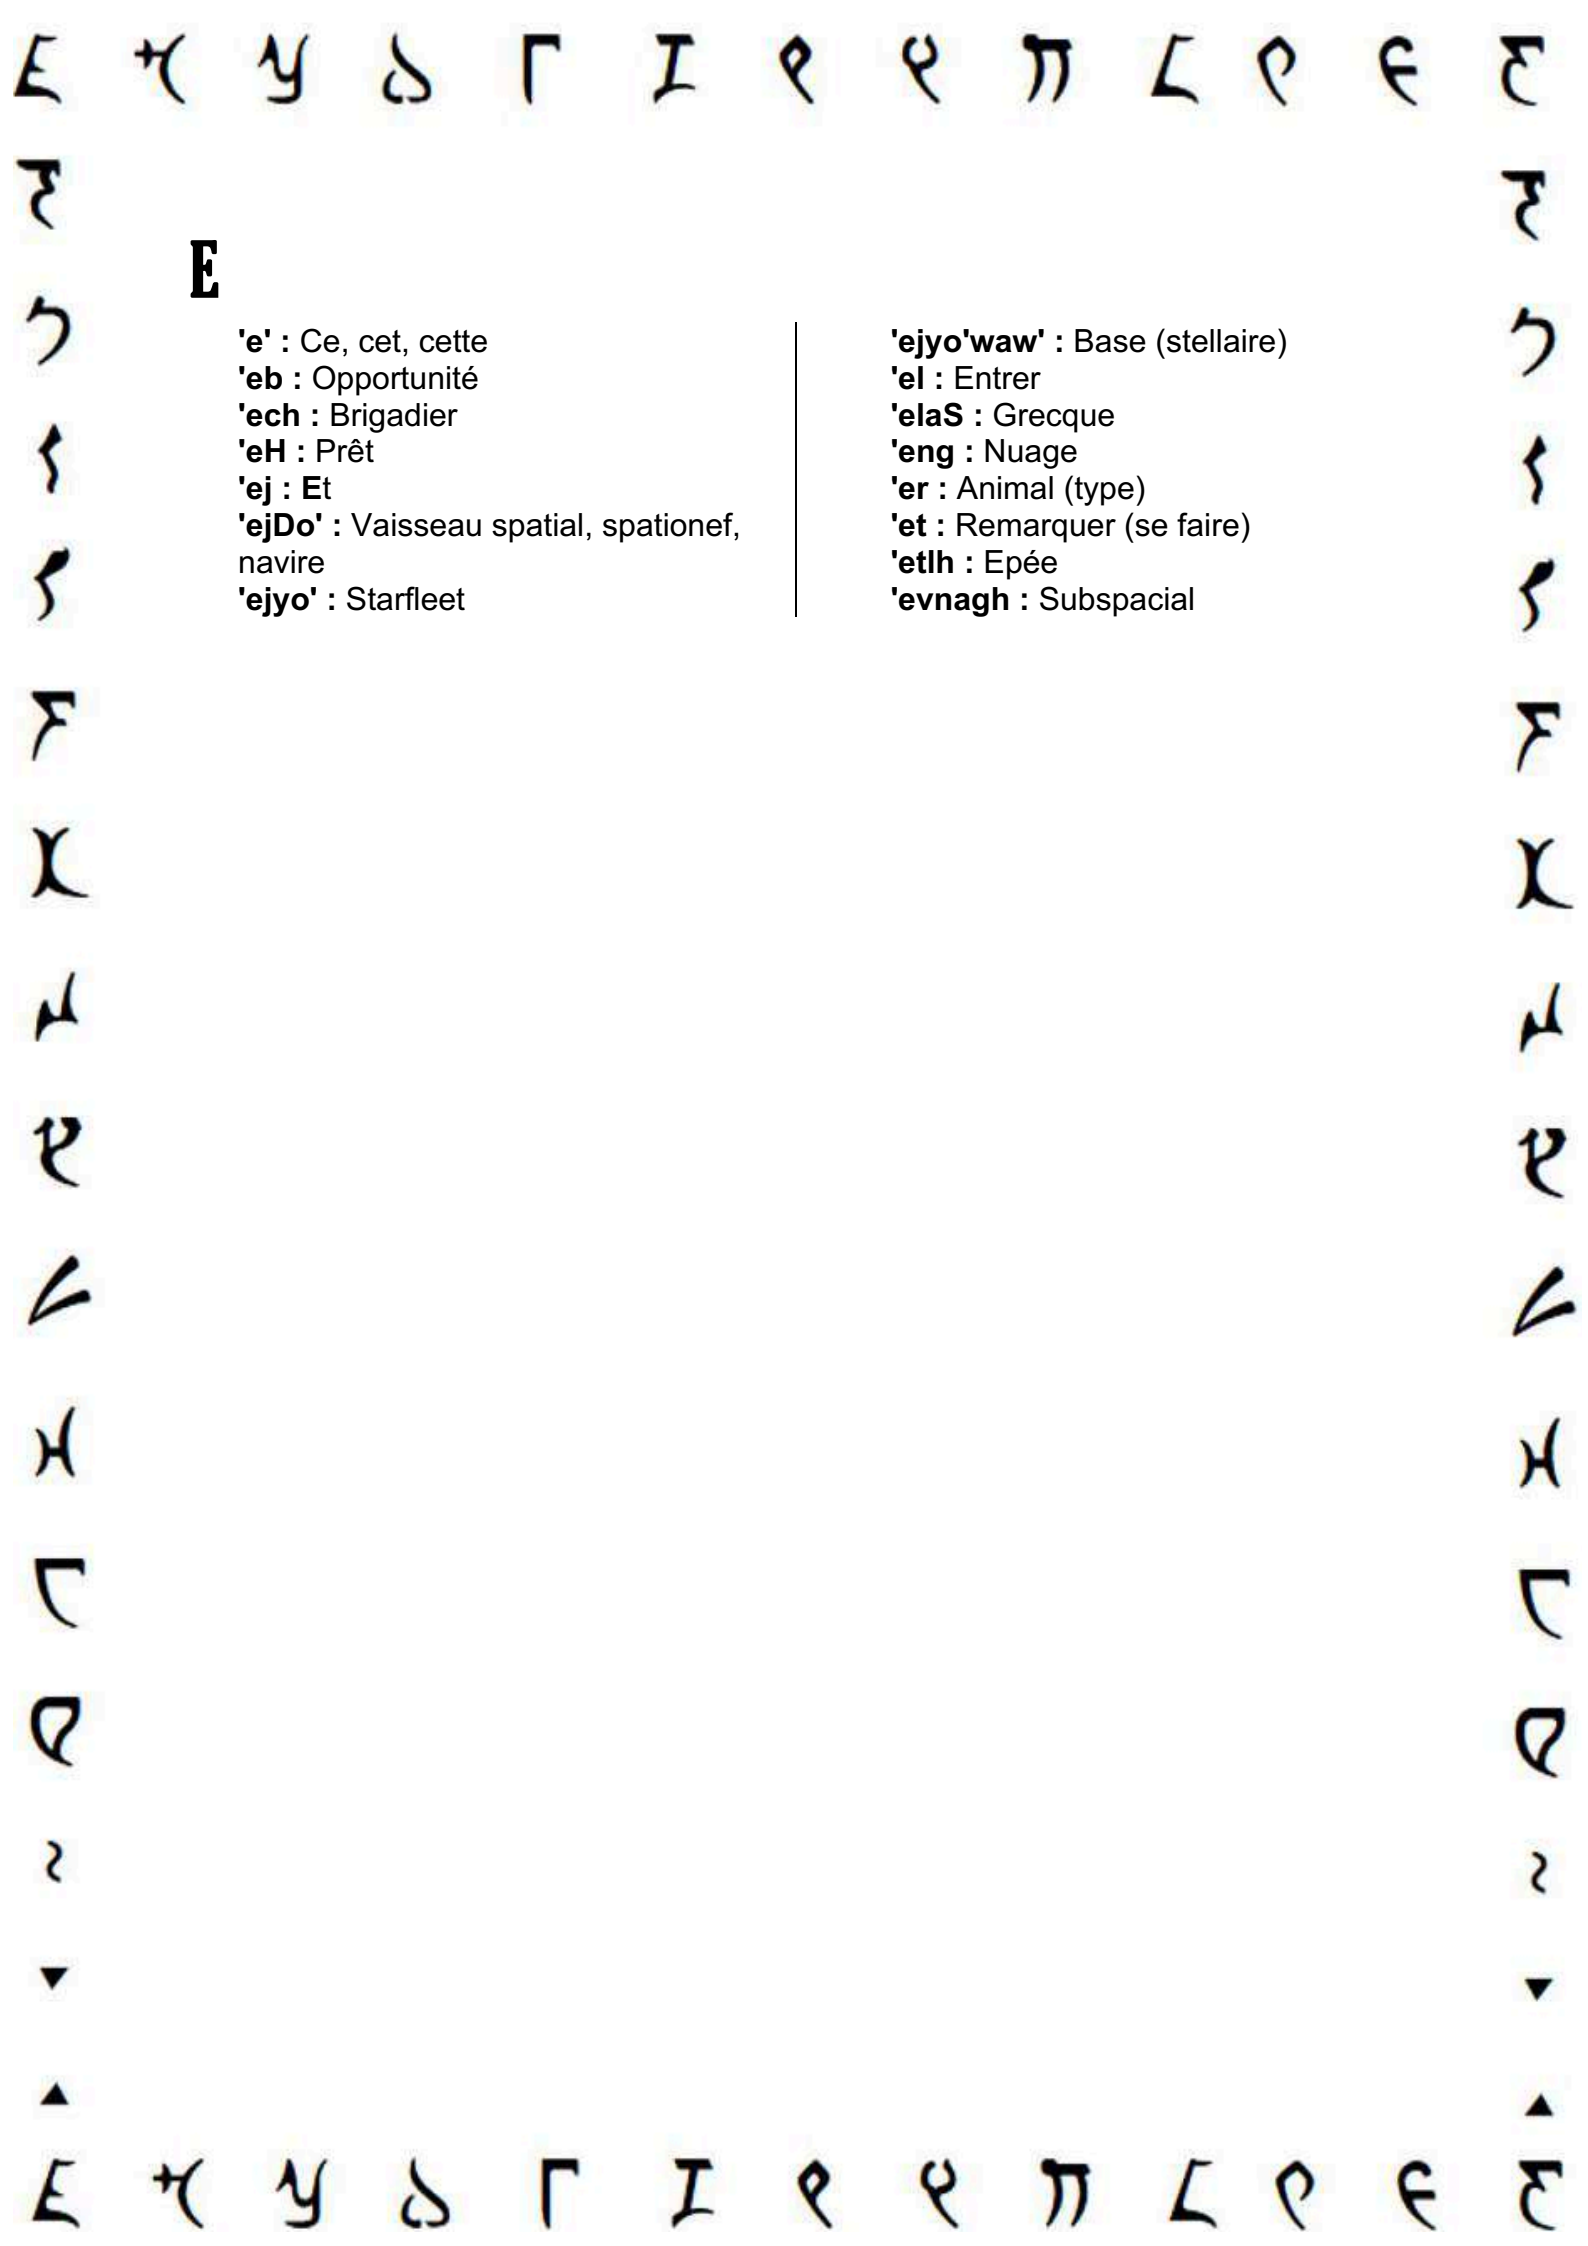 E
'e' : Ce, cet, cette
'eb : Opportunité
'ech : Brigadier
'eH : Prêt
'ej : Et
'ejDo' : Vaisseau spatial, spationef,
navire
'ejyo' : Starfleet
'ejyo'waw' : Base (stellaire)
'el : Entrer
'elaS : Grecque
'eng : Nuage
'er : Animal (type)
'et : Remarquer (se faire)
'etlh : Epée
'evnagh : Subspacial